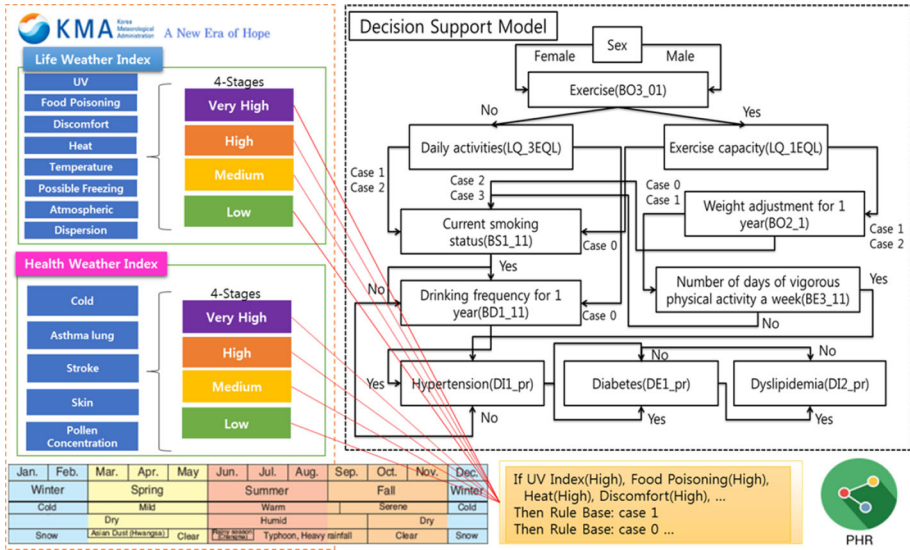 KMA
Korea
Meteorological
Administration
A New Era of Hope
Life Weather Index
UV
Food Poisoning
Discomfort
Heat
Temperature
Possible Freezing
Atmospheric
Dispersion
4-Stages
Very High
High
Medium
Low
Health Weather Index
Cold
Asthma lung
Stroke
Skin
Pollen
Concentration
4-Stages
Very High
High
Medium
Low
Jan. Feb. Mar. Apr. May Jun. Jul. Aug. Sep. Oct. Nov. Dec.
Winter Spring Summer Fall Winter
Cold Mild Warm Serene Cold
Dry Humid Dry
Snow Asian Dust (Hwangsa) Clear Typhoon, Heavy rainfall Clear Snow
Decision Support Model
Sex
Female
Male
Exercise(BO3_01)
No
Yes
Daily activities(LQ_3EQL)
Exercise capacity(LQ_1EQL)
Case 1
Case 2
Case 2
Case 3
Case 0
Case 1
Weight adjustment for 1
year(BO2_1)
Current smoking
status(BS1_11)
Case 0
Case 1
Case 2
Yes
No
Drinking frequency for 1
year(BD1_11)
Case 0
Number of days of vigorous
physical activity a week(BE3_11)
Yes
No
Yes
Hypertension(DI1_pr)
No
No
Diabetes(DE1_pr)
Yes
No
Dyslipidemia(DI2_pr)
Yes
If UV Index(High), Food Poisoning(High),
Heat(High), Discomfort(High), ...
Then Rule Base: case 1
Then Rule Base: case 0 ...
PHR